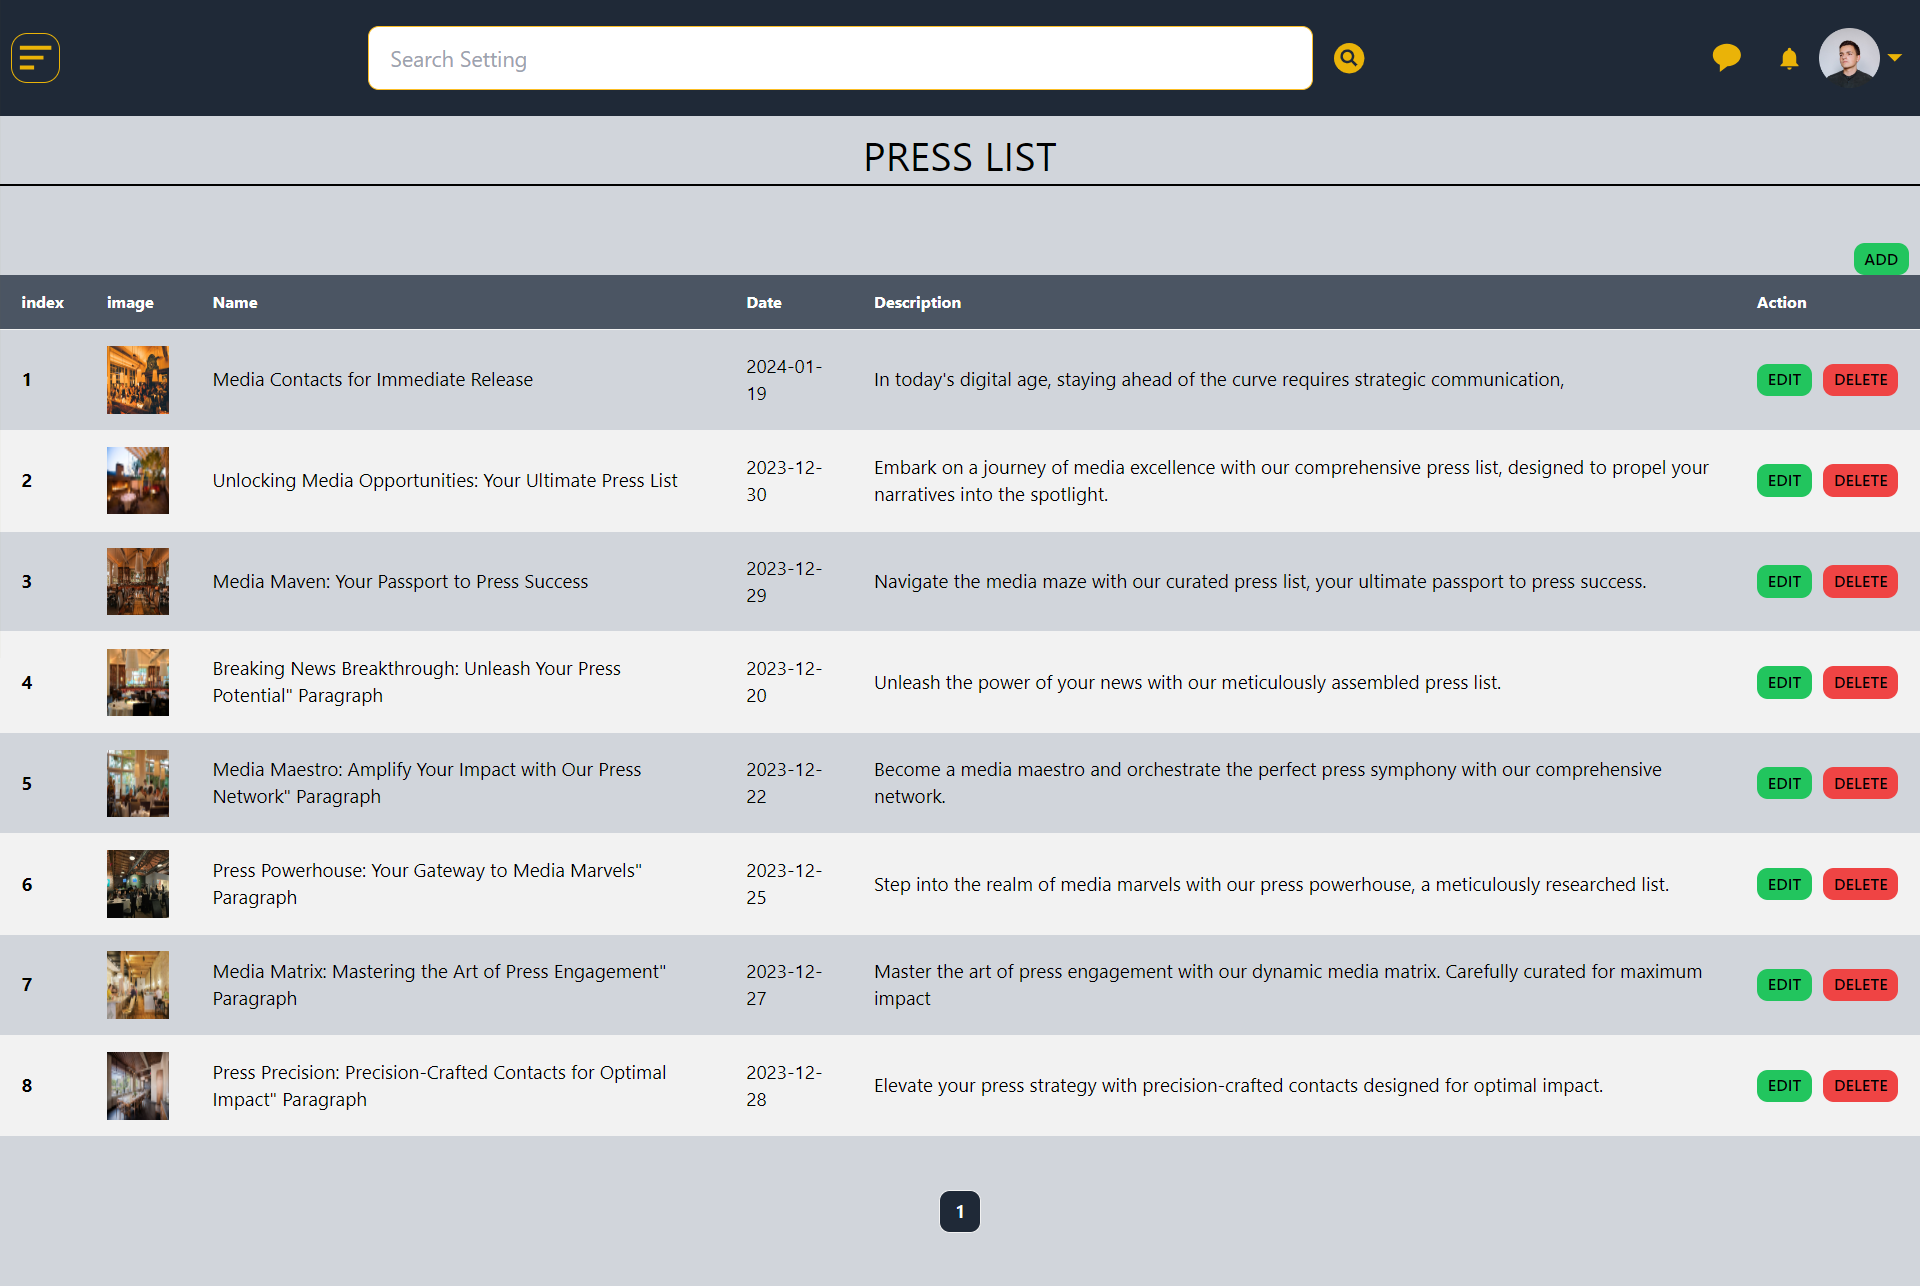 Search Setting
PRESS LIST
ADD
index image Name Date Description Action
1 Media Contacts for Immediate Release 2024-01-
19 In today's digital age, staying ahead of the curve requires strategic communication, EDIT DELETE
2 Unlocking Media Opportunities: Your Ultimate Press List 2023-12-
30 Embark on a journey of media excellence with our comprehensive press list, designed to propel your
narratives into the spotlight. EDIT DELETE
3 Media Maven: Your Passport to Press Success 2023-12-
29 Navigate the media maze with our curated press list, your ultimate passport to press success. EDIT DELETE
4 Breaking News Breakthrough: Unleash Your Press
Potential" Paragraph 2023-12-
20 Unleash the power of your news with our meticulously assembled press list. EDIT DELETE
5 Media Maestro: Amplify Your Impact with Our Press
Network" Paragraph 2023-12-
22 Become a media maestro and orchestrate the perfect press symphony with our comprehensive
network. EDIT DELETE
6 Press Powerhouse: Your Gateway to Media Marvels"
Paragraph 2023-12-
25 Step into the realm of media marvels with our press powerhouse, a meticulously researched list. EDIT DELETE
7 Media Matrix: Mastering the Art of Press Engagement"
Paragraph 2023-12-
27 Master the art of press engagement with our dynamic media matrix. Carefully curated for maximum
impact EDIT DELETE
8 Press Precision: Precision-Crafted Contacts for Optimal
Impact" Paragraph 2023-12-
28 Elevate your press strategy with precision-crafted contacts designed for optimal impact. EDIT DELETE
1